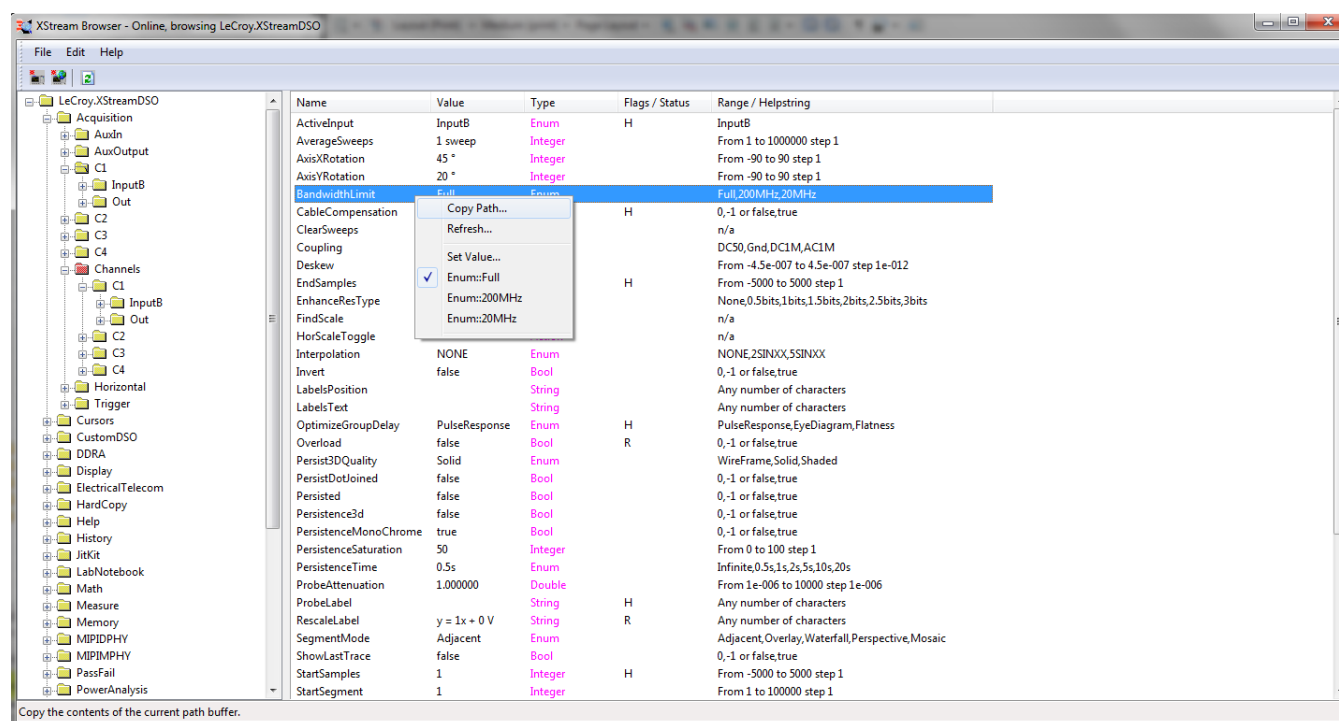 XStream Browser - Online, browsing LeCroy.XStreamDSO
File Edit Help
LeCroy.XStreamDSO
Acquisition
AuxIn
AuxOutput
C1
InputB
Out
C2
C3
C4
Channels
C1
InputB
Out
C2
C3
C4
Horizontal
Trigger
Cursors
CustomDSO
DDRA
Display
ElectricalTelecom
HardCopy
Help
History
JitKit
LabNotebook
Math
Measure
Memory
MIPIDPHY
MIPIMPHY
PassFail
PowerAnalysis
Name Value Type Flags / Status Range / Helpstring
ActiveInput InputB Enum H InputB
AverageSweeps 1 sweep Integer From 1 to 1000000 step 1
AxisXRotation 45 ° Integer From -90 to 90 step 1
AxisYRotation 20 ° Integer From -90 to 90 step 1
BandwidthLimit Full Enum Full,200MHz,20MHz
CableCompensation H 0,-1 or false,true
ClearSweeps n/a
Coupling DC50,Gnd,DC1M,AC1M
Deskew From -4.5e-007 to 4.5e-007 step 1e-012
EndSamples H From -5000 to 5000 step 1
EnhanceResType None,0.5bits,1bits,1.5bits,2bits,2.5bits,3bits
FindScale n/a
HorScaleToggle n/a
Interpolation NONE Enum NONE,2SINXX,5SINXX
Invert false Bool 0,-1 or false,true
LabelsPosition String Any number of characters
LabelsText String Any number of characters
OptimizeGroupDelay PulseResponse Enum H PulseResponse,EyeDiagram,Flatness
Overload false Bool R 0,-1 or false,true
Persist3DQuality Solid Enum WireFrame,Solid,Shaded
PersistDotJoined false Bool 0,-1 or false,true
Persisted false Bool 0,-1 or false,true
Persistence3d false Bool 0,-1 or false,true
PersistenceMonoChrome true Bool 0,-1 or false,true
PersistenceSaturation 50 Integer From 0 to 100 step 1
PersistenceTime 0.5s Enum Infinite,0.5s,1s,2s,5s,10s,20s
ProbeAttenuation 1.000000 Double From 1e-006 to 10000 step 1e-006
ProbeLabel String H Any number of characters
RescaleLabel y = 1x + 0 V String R Any number of characters
SegmentMode Adjacent Enum Adjacent,Overlay,Waterfall,Perspective,Mosaic
ShowLastTrace false Bool 0,-1 or false,true
StartSamples 1 Integer H From -5000 to 5000 step 1
StartSegment 1 Integer From 1 to 100000 step 1
Copy Path...
Refresh...
Set Value...
Enum::Full
Enum::200MHz
Enum::20MHz
Copy the contents of the current path buffer.